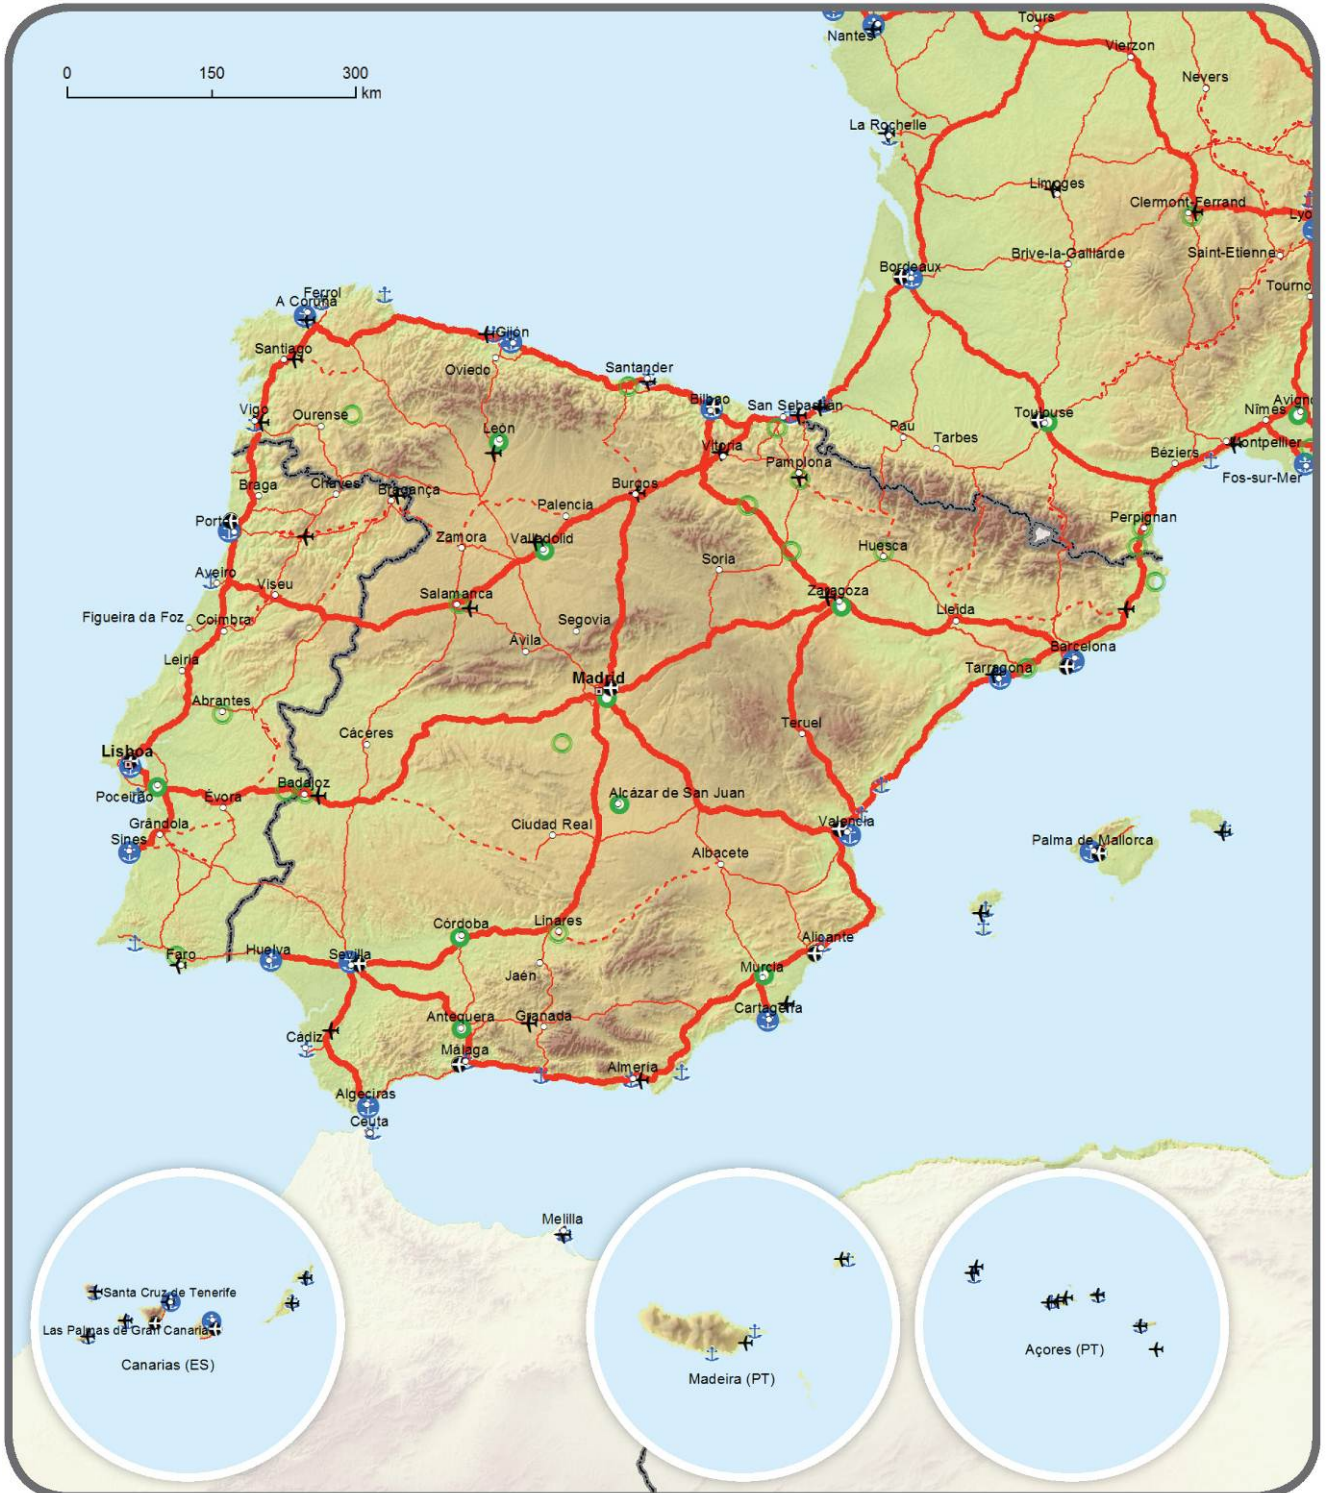 Tours
Nantes
Vierzon
0 150 300
km
Nevers
La Rochelle
Limoges
Clermont-Ferrand
Lyo
Brive-la-Gaillarde
Saint-Etienne
Bordeaux
Tourno
Ferrol
A Coruña
Gijón
Santiago
Oviedo
Santander
Bilbao
San Sebastián
Avigno
Nîmes
Vigo
Ourense
León
Toulouse
Pau
Tarbes
Montpellier
Vitoria
Béziers
Pamplona
Fos-sur-Mer
Braga
Chaves
Bragança
Burgos
Palencia
Porto
Perpignan
Zamora
Valladolid
Huesca
Soria
Aveiro
Viseu
Salamanca
Zaragoza
Lleida
Figueira da Foz
Coimbra
Segovia
Ávila
Barcelona
Leiria
Tarragona
Madrid
Abrantes
Teruel
Cáceres
Lisboa
Badajoz
Poceirão
Évora
Alcázar de San Juan
Grândola
Ciudad Real
Valencia
Sines
Palma de Mallorca
Albacete
Córdoba
Linares
Alicante
Faro
Huelva
Sevilla
Jaén
Murcia
Cartagena
Antequera
Granada
Cádiz
Málaga
Almería
Algeciras
Ceuta
Melilla
Santa Cruz de Tenerife
Las Palmas de Gran Canaria
Canarias (ES)
Madeira (PT)
Açores (PT)